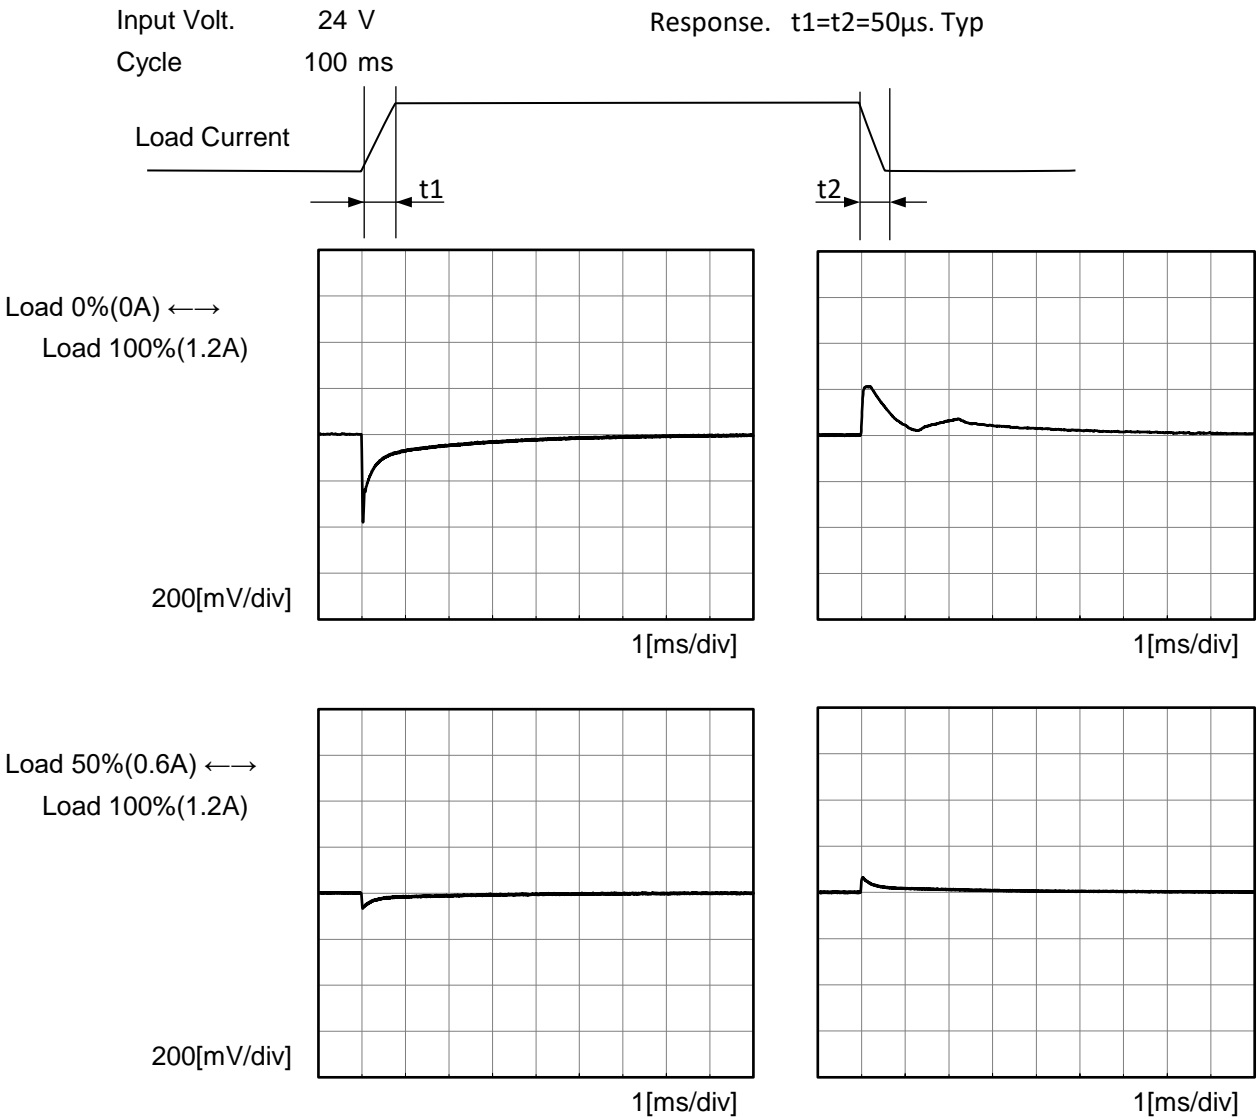 Input Volt. 24 V Response. t1=t2=50µs. Typ
Cycle 100 ms
Load Current
t1 t2
Load 0%(0A) ←→
Load 100%(1.2A)
200[mV/div]
1[ms/div] 1[ms/div]
Load 50%(0.6A) ←→
Load 100%(1.2A)
200[mV/div]
1[ms/div] 1[ms/div]